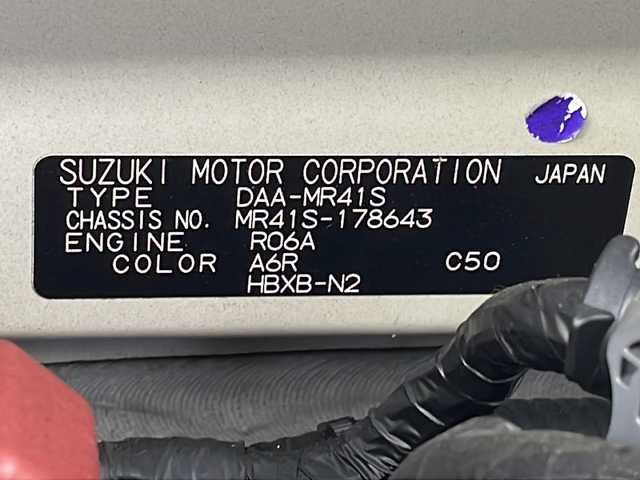 SUZUKI MOTOR CORPORATION JAPAN
TYPE DAA-MR41S
CHASSIS NO. MR41S-178643
ENGINE R06A
COLOR A6R C50
HBXB-N2